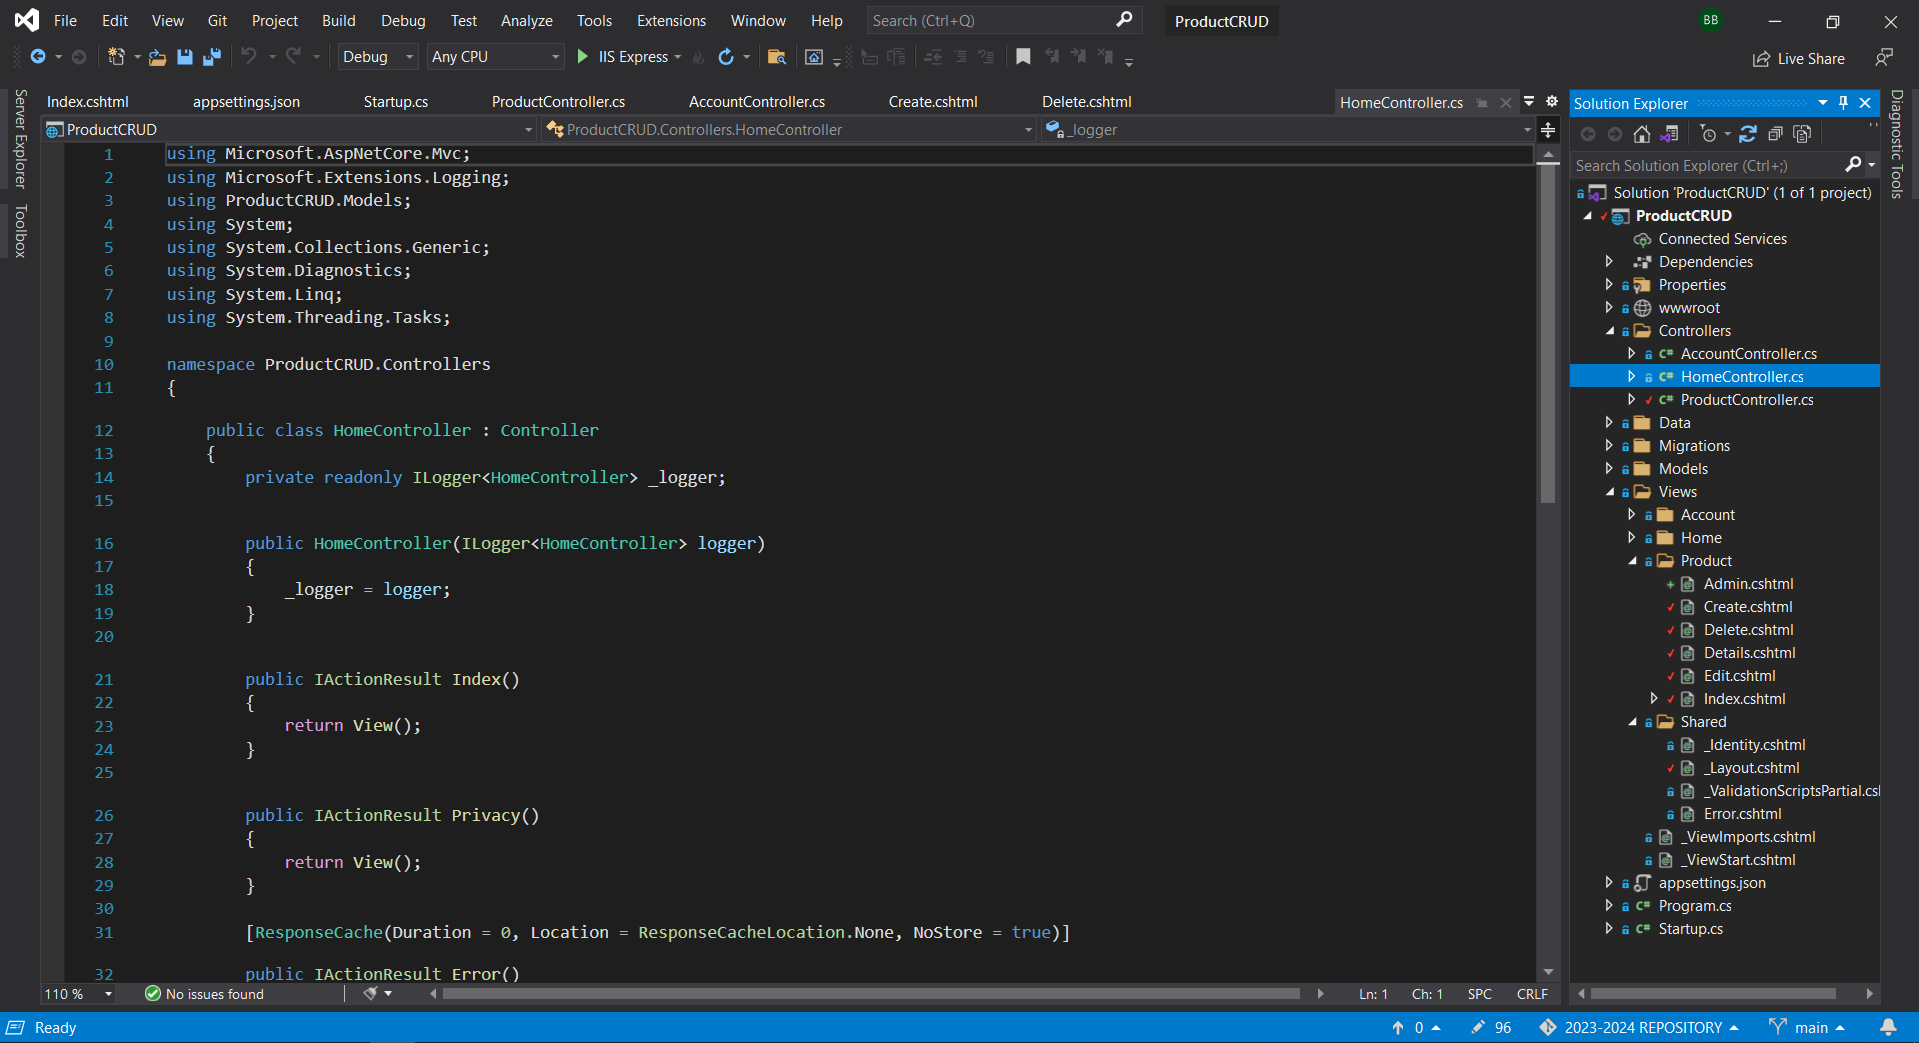 File Edit View Git Project Build Debug Test Analyze Tools Extensions Window Help Search (Ctrl+Q) ProductCRUD BB
Debug Any CPU IIS Express Live Share
Server Explorer
Toolbox
Index.cshtml appsettings.json Startup.cs ProductController.cs AccountController.cs Create.cshtml Delete.cshtml HomeController.cs
ProductCRUD ProductCRUD.Controllers.HomeController _logger
1 using Microsoft.AspNetCore.Mvc;
2 using Microsoft.Extensions.Logging;
3 using ProductCRUD.Models;
4 using System;
5 using System.Collections.Generic;
6 using System.Diagnostics;
7 using System.Linq;
8 using System.Threading.Tasks;
9
10 namespace ProductCRUD.Controllers
11 {
12 public class HomeController : Controller
13 {
14 private readonly ILogger<HomeController> _logger;
15
16 public HomeController(ILogger<HomeController> logger)
17 {
18 _logger = logger;
19 }
20
21 public IActionResult Index()
22 {
23 return View();
24 }
25
26 public IActionResult Privacy()
27 {
28 return View();
29 }
30
31 [ResponseCache(Duration = 0, Location = ResponseCacheLocation.None, NoStore = true)]
32 public IActionResult Error()
110 % No issues found Ln: 1 Ch: 1 SPC CRLF
Solution Explorer
Search Solution Explorer (Ctrl+;)
Solution 'ProductCRUD' (1 of 1 project)
ProductCRUD
Connected Services
Dependencies
Properties
wwwroot
Controllers
C# AccountController.cs
C# HomeController.cs
C# ProductController.cs
Data
Migrations
Models
Views
Account
Home
Product
Admin.cshtml
Create.cshtml
Delete.cshtml
Details.cshtml
Edit.cshtml
Index.cshtml
Shared
_Identity.cshtml
_Layout.cshtml
_ValidationScriptsPartial.csl
Error.cshtml
_ViewImports.cshtml
_ViewStart.cshtml
appsettings.json
C# Program.cs
C# Startup.cs
Diagnostic Tools
Ready 0 96 2023-2024 REPOSITORY main